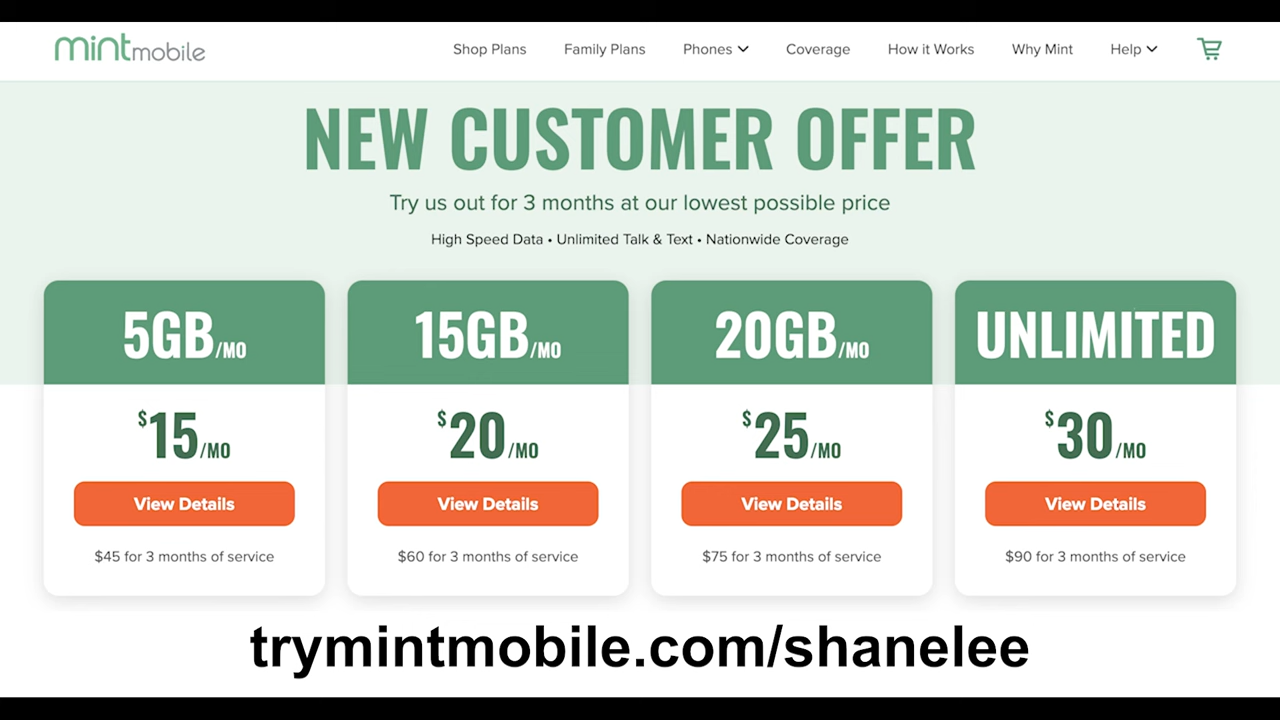 mintmobile
Shop Plans
Family Plans
Phones
Coverage
How it Works
Why Mint
Help
NEW CUSTOMER OFFER
Try us out for 3 months at our lowest possible price
High Speed Data • Unlimited Talk & Text • Nationwide Coverage
5GB/MO
$15/MO
View Details
$45 for 3 months of service
15GB/MO
$20/MO
View Details
$60 for 3 months of service
20GB/MO
$25/MO
View Details
$75 for 3 months of service
UNLIMITED
$30/MO
View Details
$90 for 3 months of service
trymintmobile.com/shanelee